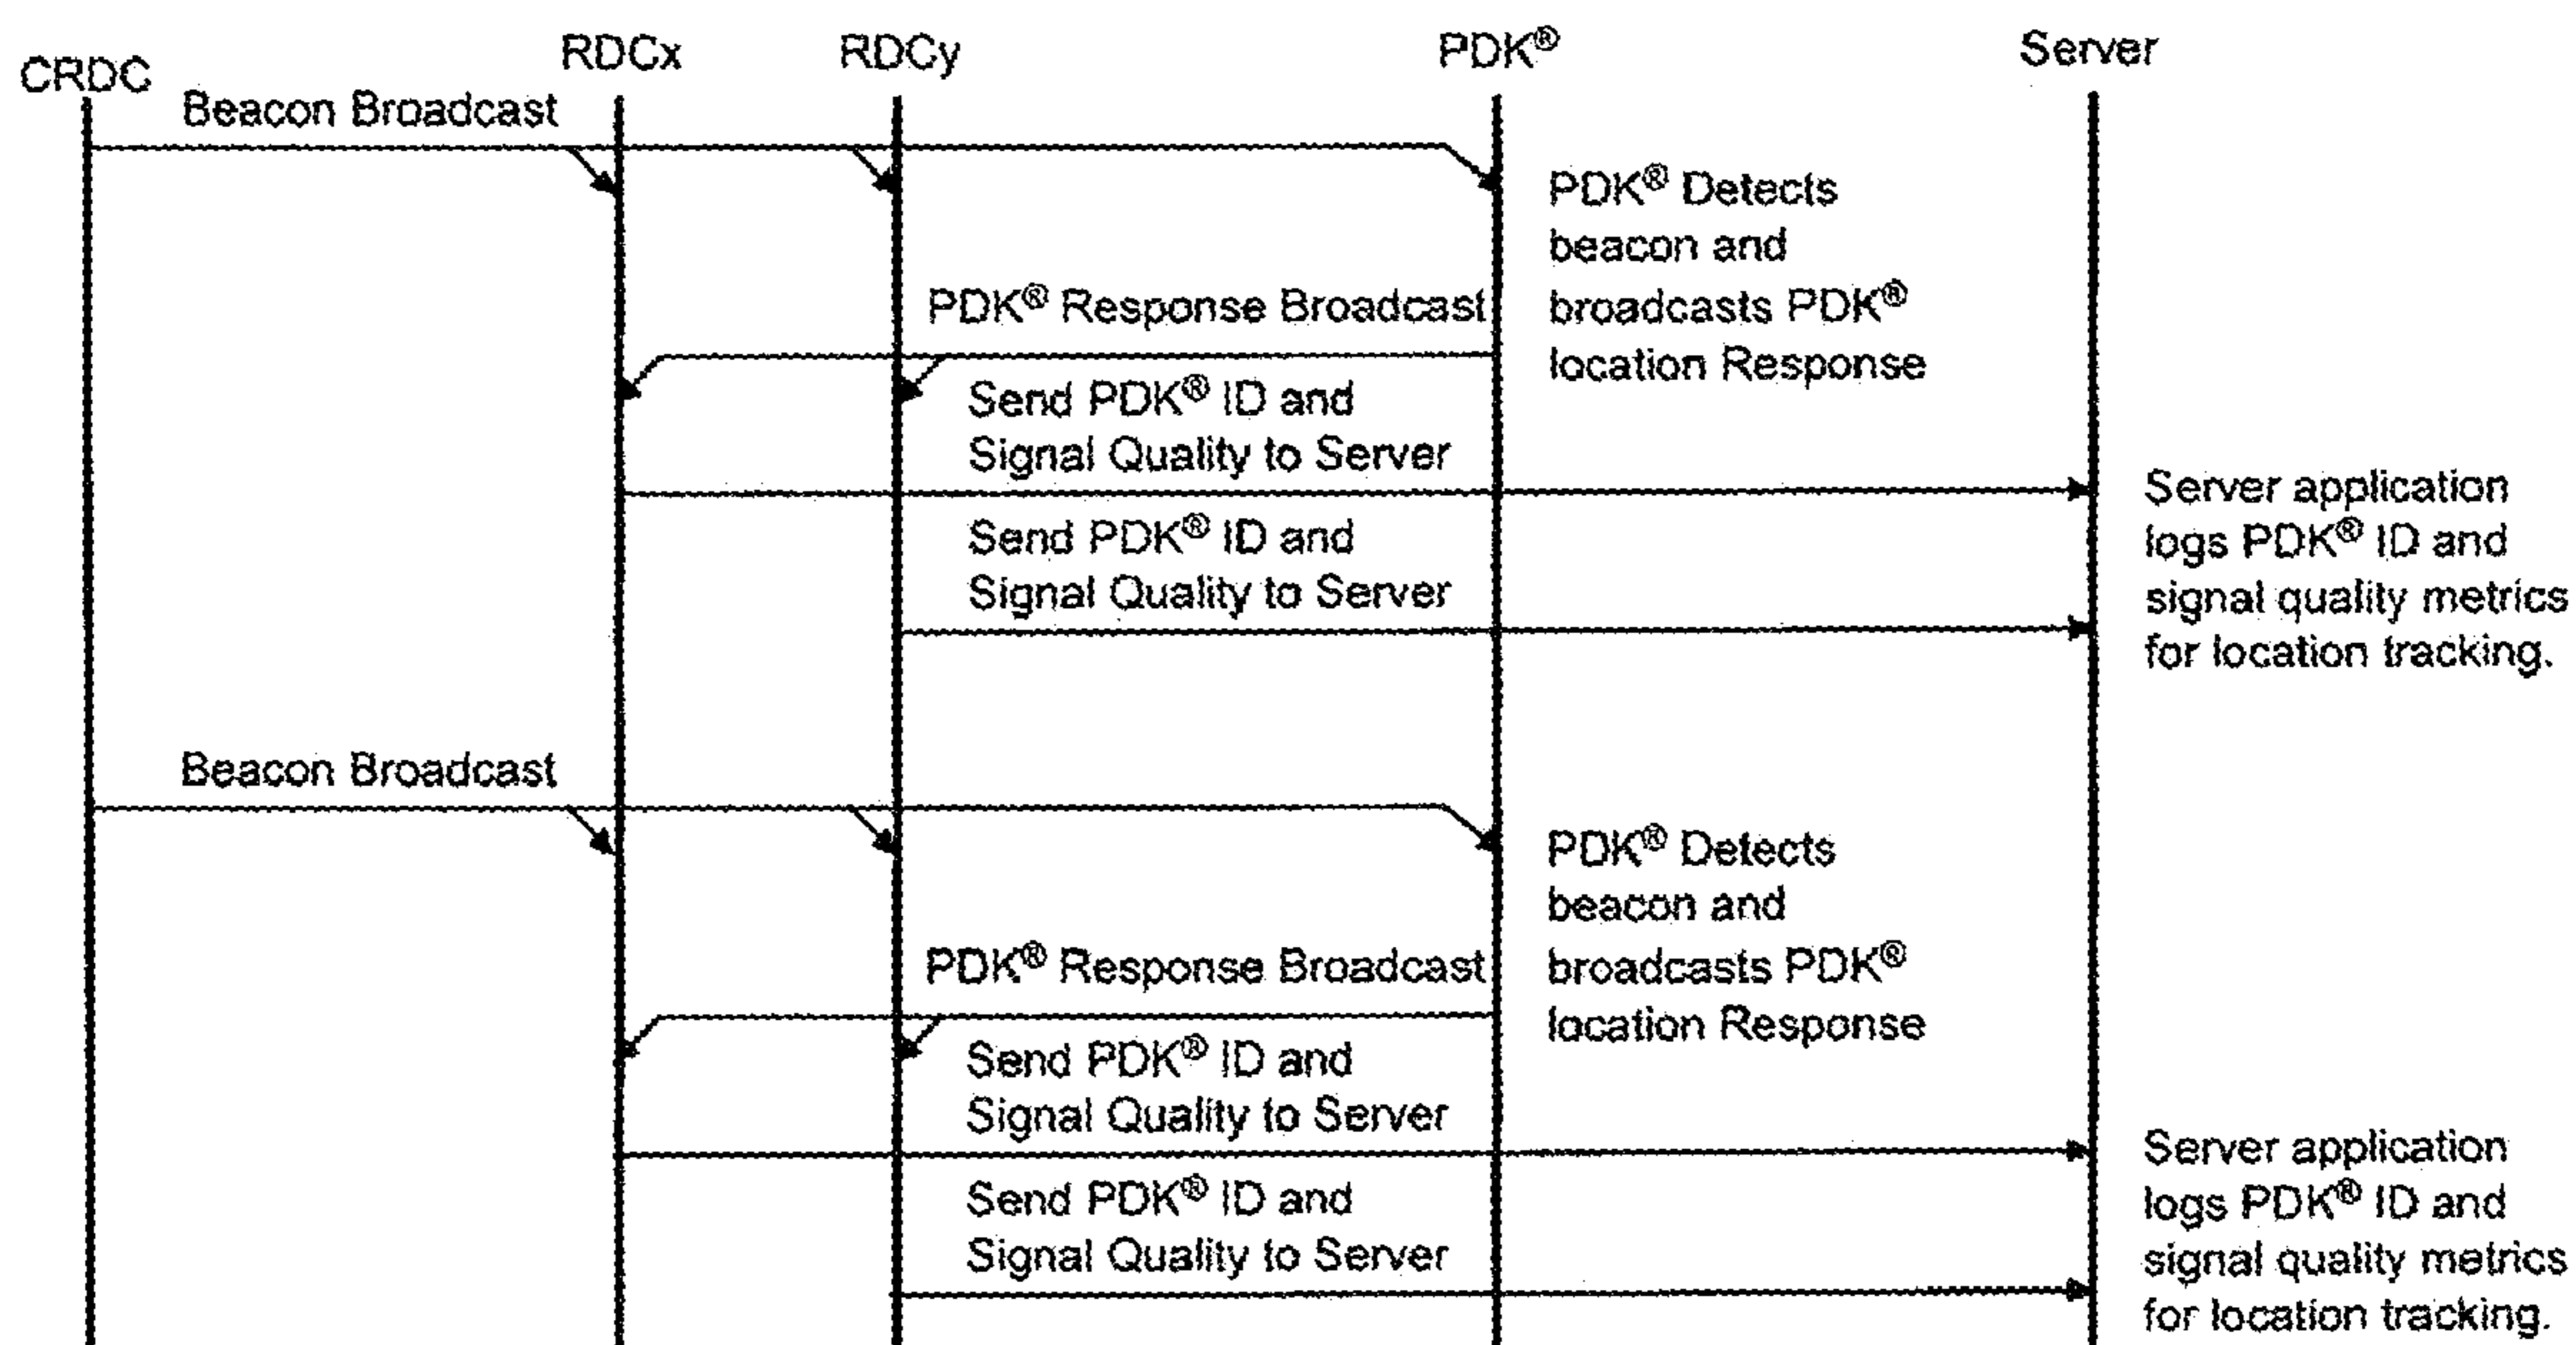 CRDC
RDCx
RDCy
PDK®
Server
Beacon Broadcast
PDK® Detects
beacon and
broadcasts PDK®
location Response
PDK® Response Broadcast
Send PDK® ID and
Signal Quality to Server
Send PDK® ID and
Signal Quality to Server
Server application
logs PDK® ID and
signal quality metrics
for location tracking.
Beacon Broadcast
PDK® Detects
beacon and
broadcasts PDK®
location Response
PDK® Response Broadcast
Send PDK® ID and
Signal Quality to Server
Send PDK® ID and
Signal Quality to Server
Server application
logs PDK® ID and
signal quality metrics
for location tracking.